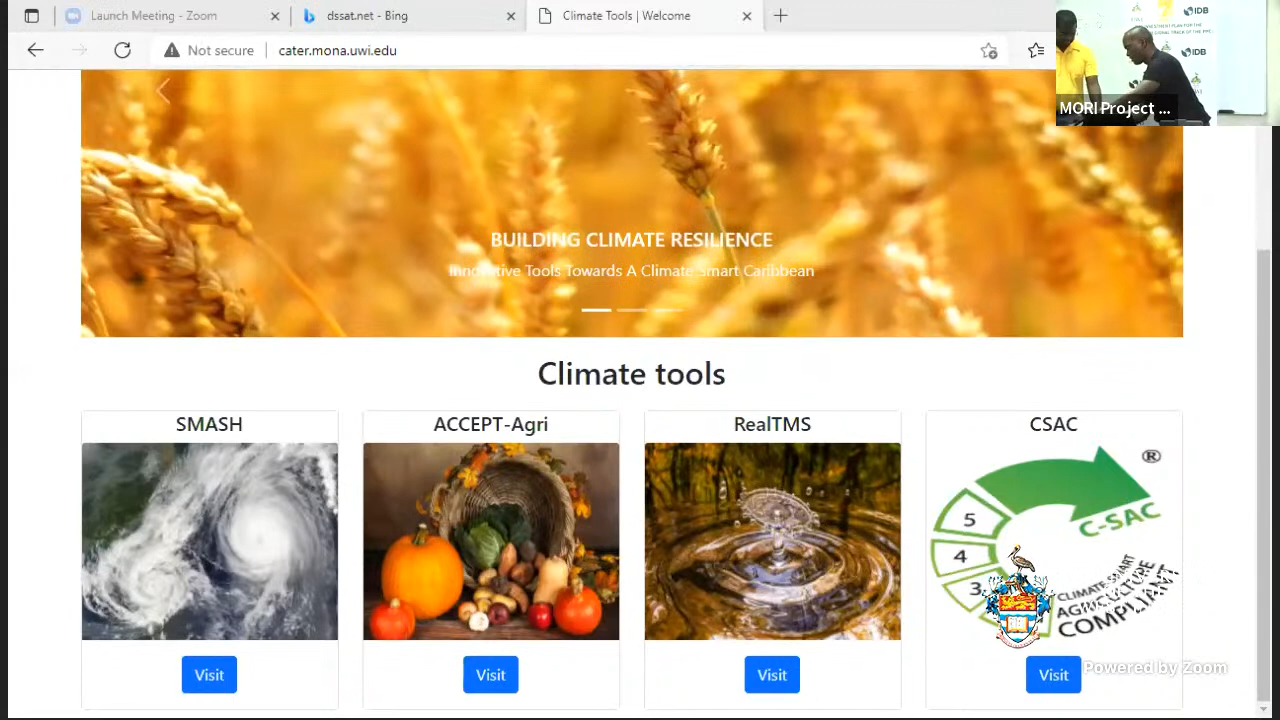 Launch Meeting - Zoom
dssat.net - Bing
Climate Tools | Welcome
Not secure
cater.mona.uwi.edu
IDB
IDB
MORI Project ...
BUILDING CLIMATE RESILIENCE
Innovative Tools Towards A Climate Smart Caribbean
Climate tools
SMASH
ACCEPT-Agri
RealTMS
CSAC
®
C-SAC
5
4
3
CLIMATE SMART
AGRICULTURE
COMPLIANT
Powered by Zoom
Visit
Visit
Visit
Visit